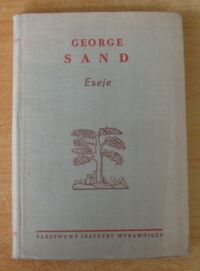 GEORGE
SAND
Eseje
PAŃSTWOWY INSTYTUT WYDAWNICZY